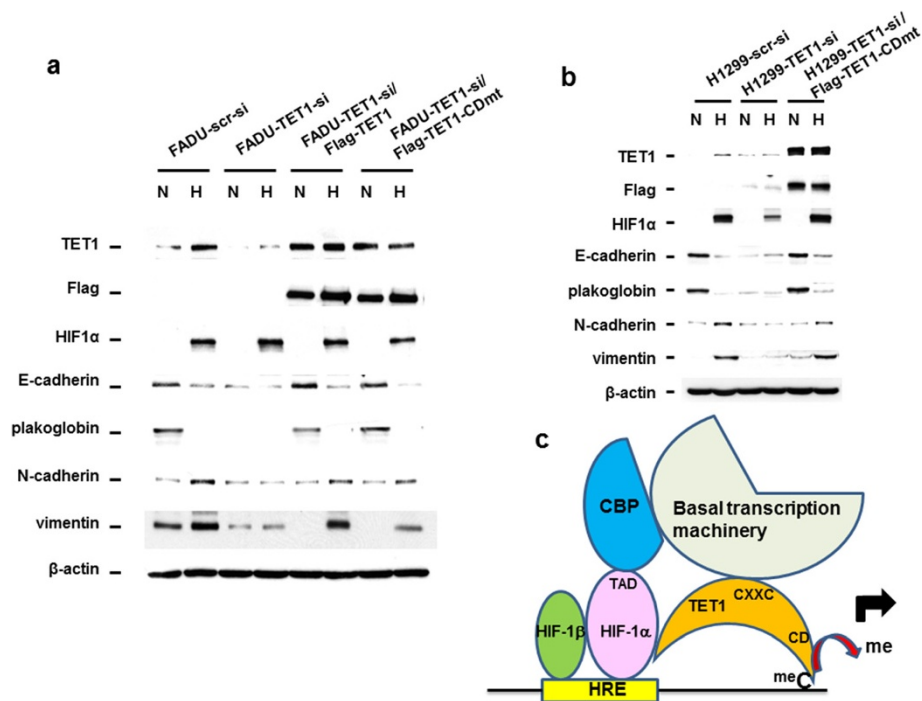 a
FADU-scr-si
FADU-TET1-si
FADU-TET1-si/
Flag-TET1
FADU-TET1-si/
Flag-TET1-CDmt
N H N H N H N H
TET1
Flag
HIF1α
E-cadherin
plakoglobin
N-cadherin
vimentin
β-actin
b
H1299-scr-si
H1299-TET1-si
H1299-TET1-si /
Flag-TET1-CDmt
N H N H N H
TET1
Flag
HIF1α
E-cadherin
plakoglobin
N-cadherin
vimentin
β-actin
c
CBP
Basal transcription
machinery
TAD
HIF-1β
HIF-1α
TET1
CXXC
CD
me
meC
HRE